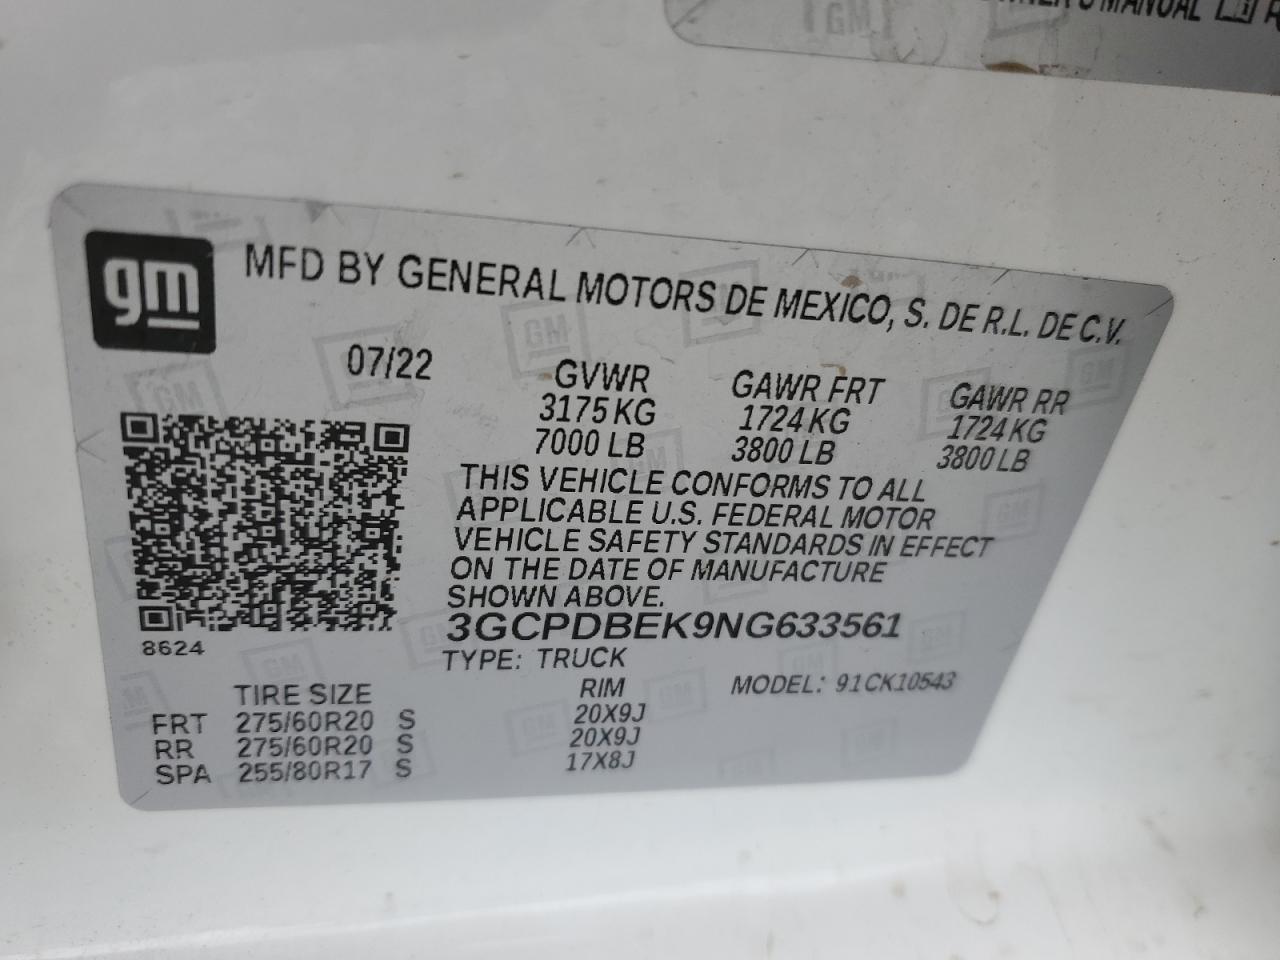 OWNER'S MANUAL
gm
MFD BY GENERAL MOTORS DE MEXICO, S. DE R.L. DE C.V.
07/22
GVWR GAWR FRT GAWR RR
3175 KG 1724 KG 1724 KG
7000 LB 3800 LB 3800 LB
THIS VEHICLE CONFORMS TO ALL
APPLICABLE U.S. FEDERAL MOTOR
VEHICLE SAFETY STANDARDS IN EFFECT
ON THE DATE OF MANUFACTURE
SHOWN ABOVE.
3GCPDBEK9NG633561
8624
TYPE: TRUCK
TIRE SIZE RIM MODEL: 91CK10543
FRT 275/60R20 S 20X9J
RR 275/60R20 S 20X9J
SPA 255/80R17 S 17X8J